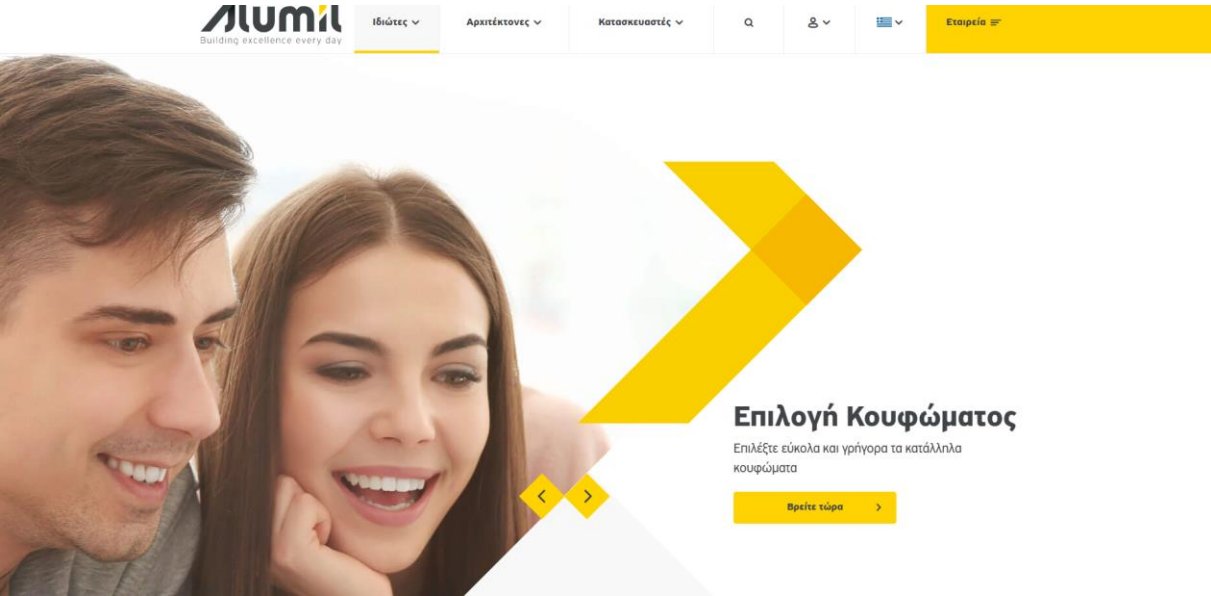 Alumil
Building excellence every day
Ιδιώτες
Αρχιτέκτονες
Κατασκευαστές
Εταιρεία
Επιλογή Κουφώματος
Επιλέξτε εύκολα και γρήγορα τα κατάλληλα
κουφώματα
Βρείτε τώρα